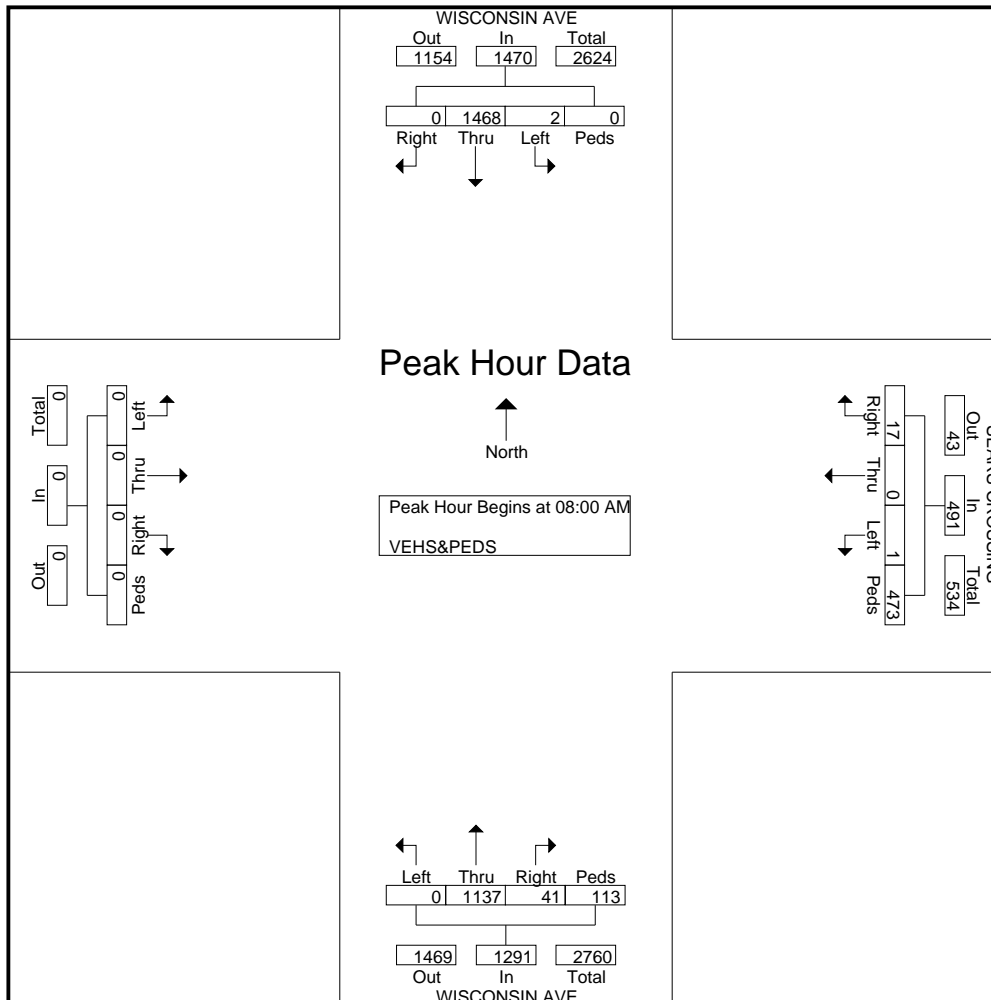 WISCONSIN AVE
Out In Total
1154 1470 2624
0 1468 2 0
Right Thru Left Peds
Peak Hour Data
North
Peak Hour Begins at 08:00 AM
VEHS&PEDS
Total In Out
0 0 0
0 0 0 0
Left Thru Right Peds
Right Thru Left Peds
17 0 1 473
43 491 534
Out In Total
Left Thru Right Peds
0 1137 41 113
1469 1291 2760
Out In Total
WISCONSIN AVE